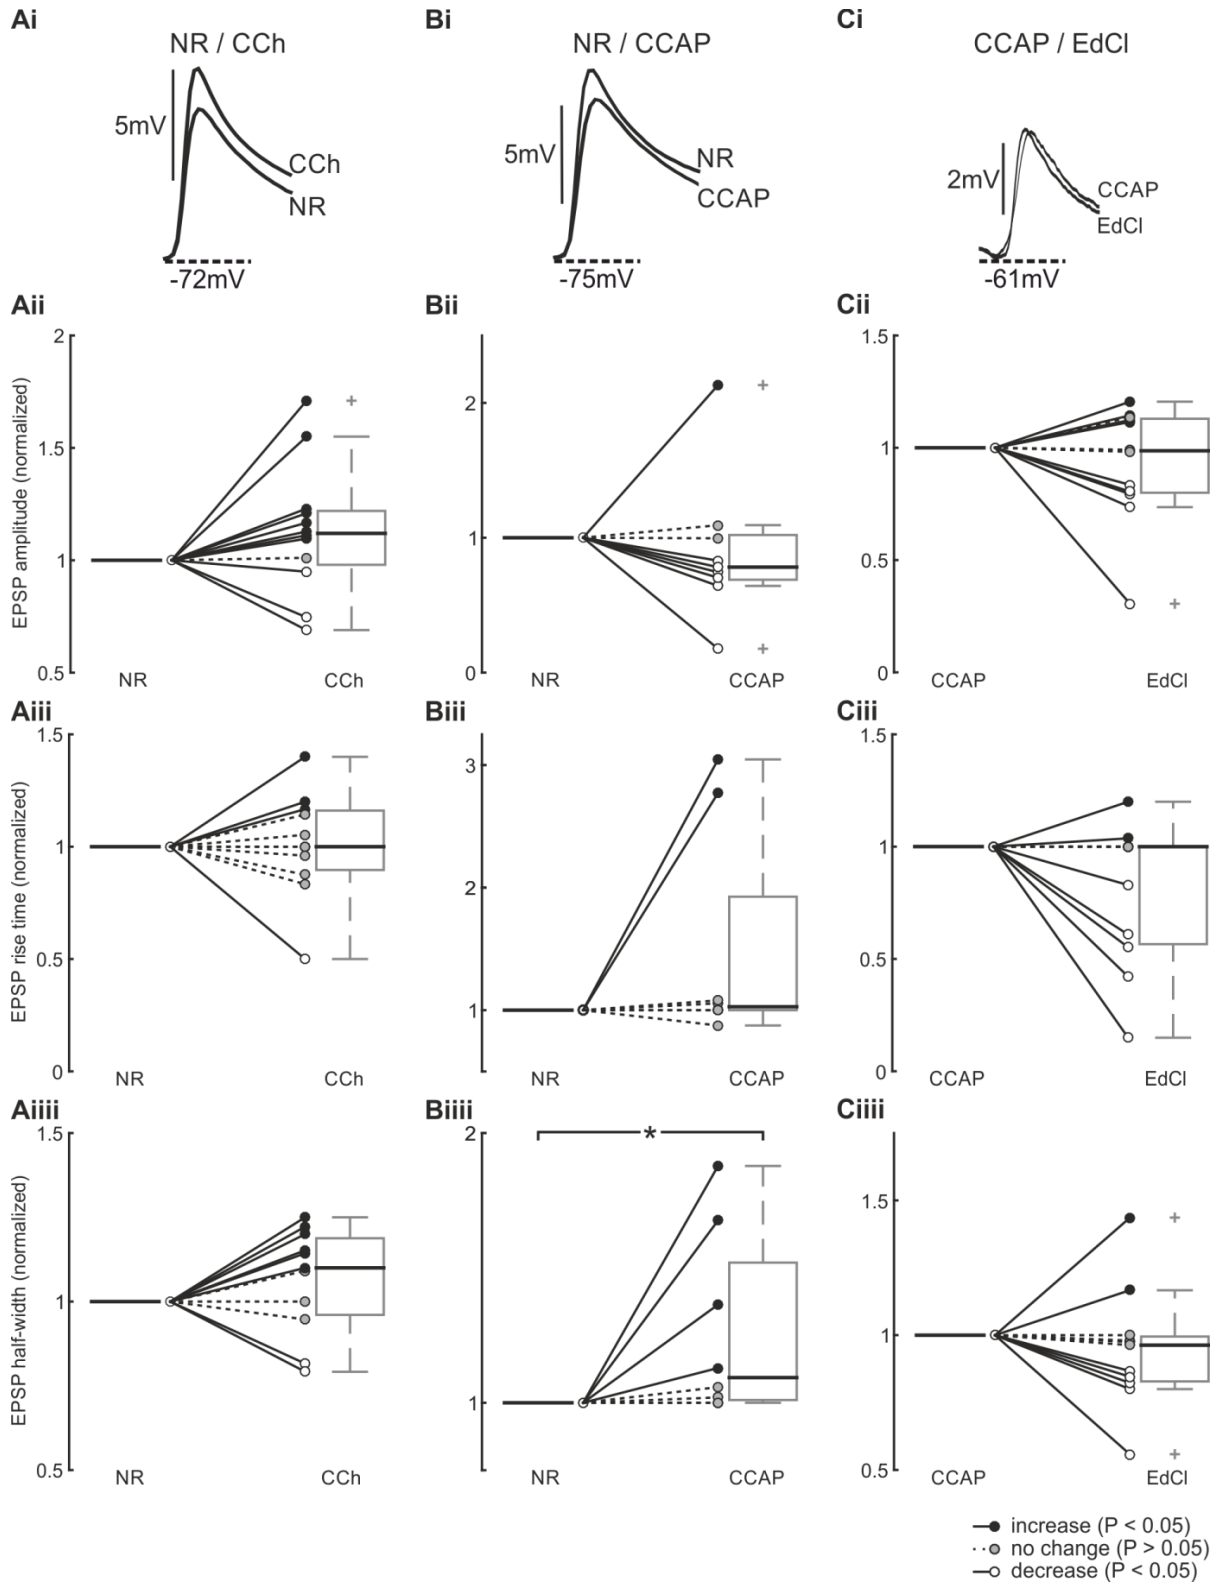 Ai
Bi
Ci
NR / CCh
NR / CCAP
CCAP / EdCl
5mV
CCh
NR
-72mV
5mV
NR
CCAP
-75mV
2mV
CCAP
EdCl
-61mV
Aii
EPSP amplitude (normalized)
2
1.5
1
0.5
NR
CCh
+
Bii
2
1
0
NR
CCAP
+
+
Cii
1.5
1
0.5
0
CCAP
EdCl
+
Aiii
EPSP rise time (normalized)
1.5
1
0.5
0
NR
CCh
Biii
3
2
1
NR
CCAP
Ciii
1.5
1
0.5
0
CCAP
EdCl
Aiiii
EPSP half-width (normalized)
1.5
1
0.5
NR
CCh
Biiii
2
1
*
NR
CCAP
Ciiii
1.5
1
0.5
CCAP
EdCl
+
+
increase (P < 0.05)
no change (P > 0.05)
decrease (P < 0.05)